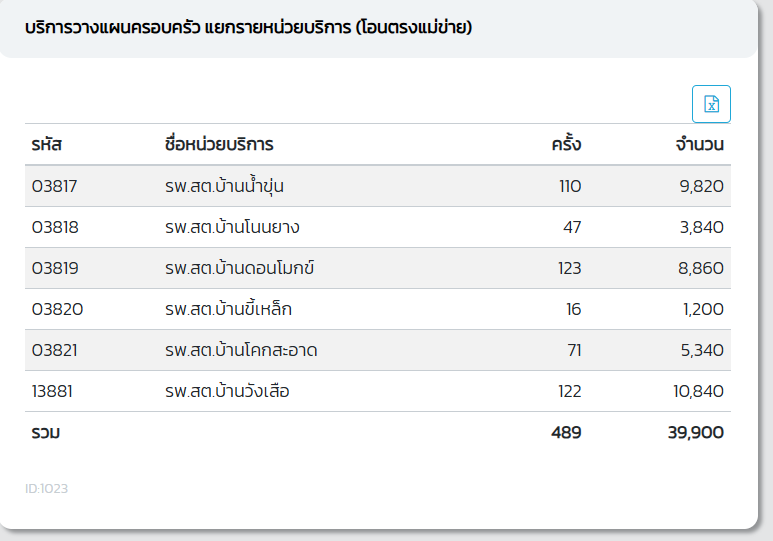 บริการวางแผนครอบครัว แยกรายหน่วยบริการ (โอนตรงแม่ข่าย)
รหัส ชื่อหน่วยบริการ ครั้ง จำนวน
03817 รพ.สต.บ้านน้ำขุ่น 110 9,820
03818 รพ.สต.บ้านโนนยาง 47 3,840
03819 รพ.สต.บ้านดอนโมกข์ 123 8,860
03820 รพ.สต.บ้านขี้เหล็ก 16 1,200
03821 รพ.สต.บ้านโคกสะอาด 71 5,340
13881 รพ.สต.บ้านวังเสือ 122 10,840
รวม 489 39,900
ID:1023